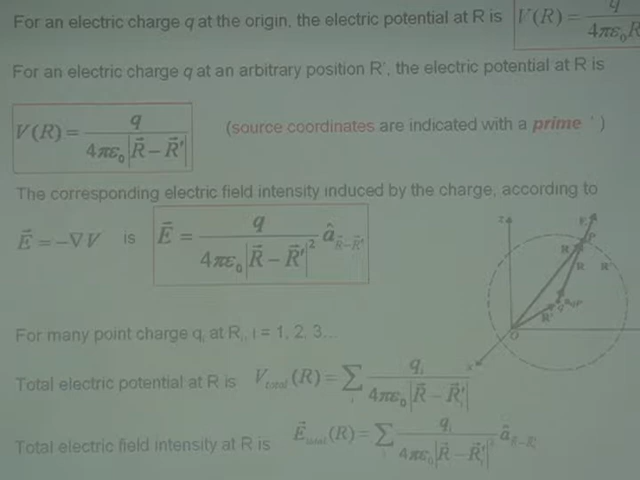 For an electric charge q at the origin, the electric potential at R is V(R) = q / 4πε₀R
For an electric charge q at an arbitrary position R', the electric potential at R is
V(R) = q / 4πε₀|R⃗ − R⃗'| (source coordinates are indicated with a prime ' )
The corresponding electric field intensity induced by the charge, according to
E⃗ = −∇V is E⃗ = q / 4πε₀|R⃗ − R⃗'|² â_R⃗−R⃗'
For many point charge qᵢ at Rᵢ, i = 1, 2, 3...
Total electric potential at R is V_total(R) = ∑ᵢ qᵢ / 4πε₀|R⃗ − R⃗ᵢ'|
Total electric field intensity at R is E⃗_total(R) = ∑ᵢ qᵢ / 4πε₀|R⃗ − R⃗ᵢ'|² â_R⃗−R⃗ᵢ'
z
P
R
R
R'
O
x